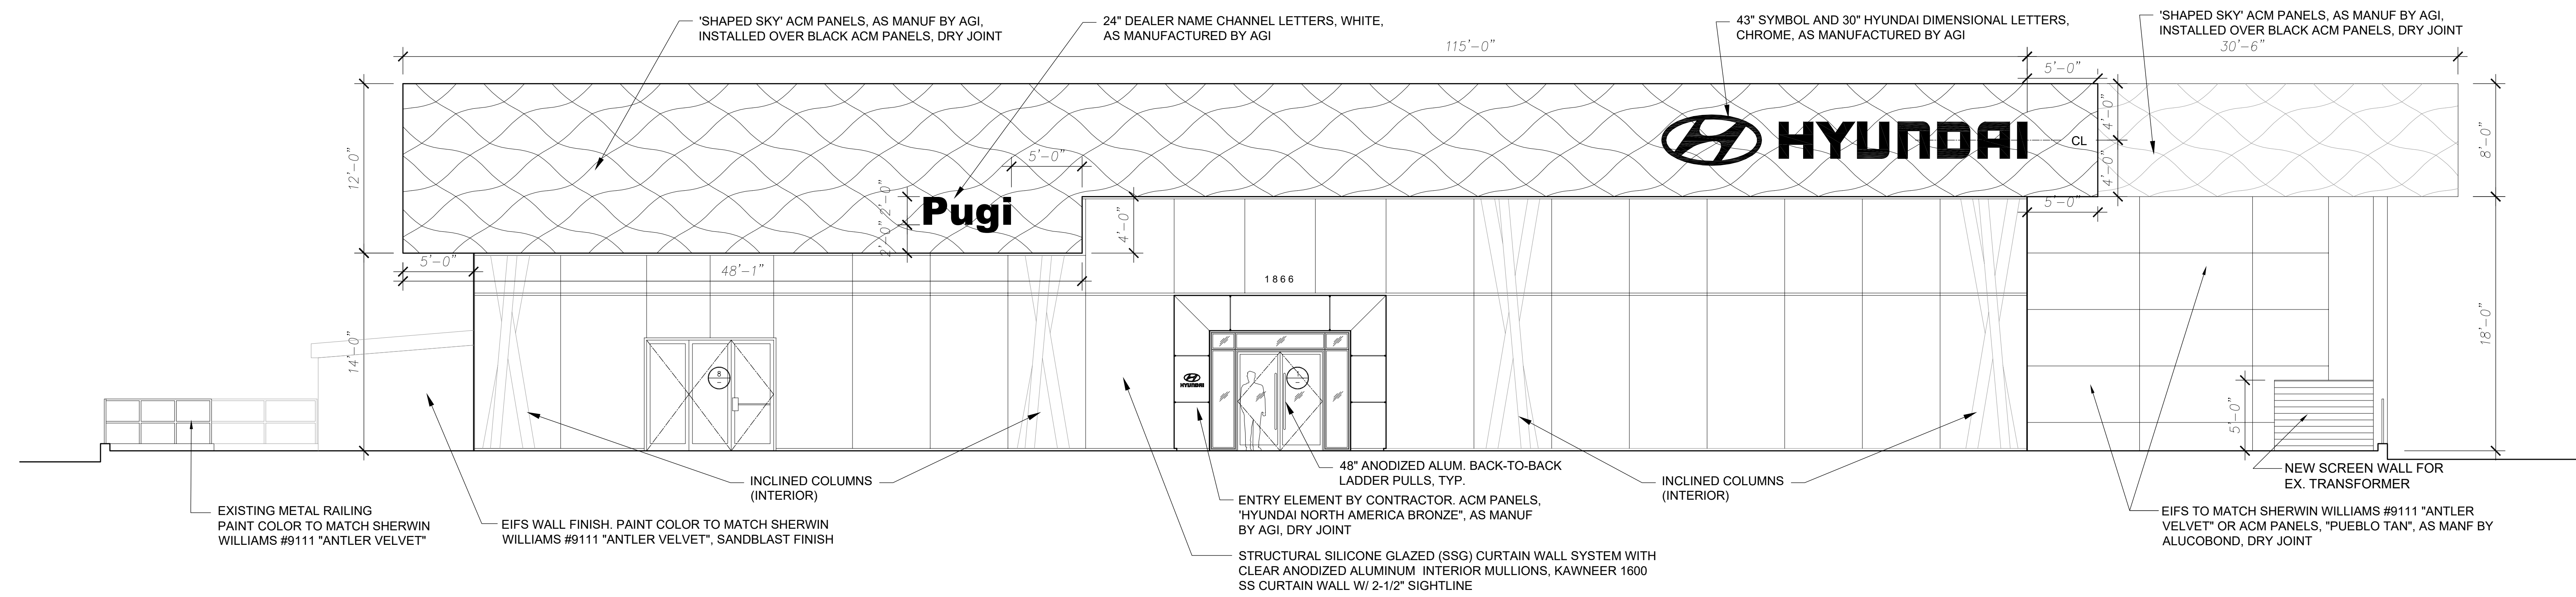 'SHAPED SKY' ACM PANELS, AS MANUF BY AGI,
INSTALLED OVER BLACK ACM PANELS, DRY JOINT
24" DEALER NAME CHANNEL LETTERS, WHITE,
AS MANUFACTURED BY AGI
43" SYMBOL AND 30" HYUNDAI DIMENSIONAL LETTERS,
CHROME, AS MANUFACTURED BY AGI
'SHAPED SKY' ACM PANELS, AS MANUF BY AGI,
INSTALLED OVER BLACK ACM PANELS, DRY JOINT
115'-0"
30'-6"
5'-0"
12'-0"
4'-0"
8'-0"
HYUNDAI
CL
5'-0"
4'-0"
2'-0"
Pugi
5'-0"
4'-0"
2'-0"
5'-0"
48'-1"
1866
14'-0"
18'-0"
8
1
HYUNDAI
5'-0"
48" ANODIZED ALUM. BACK-TO-BACK
LADDER PULLS, TYP.
INCLINED COLUMNS
(INTERIOR)
INCLINED COLUMNS
(INTERIOR)
NEW SCREEN WALL FOR
EX. TRANSFORMER
ENTRY ELEMENT BY CONTRACTOR. ACM PANELS,
'HYUNDAI NORTH AMERICA BRONZE", AS MANUF
BY AGI, DRY JOINT
EXISTING METAL RAILING
PAINT COLOR TO MATCH SHERWIN
WILLIAMS #9111 "ANTLER VELVET"
EIFS WALL FINISH. PAINT COLOR TO MATCH SHERWIN
WILLIAMS #9111 "ANTLER VELVET", SANDBLAST FINISH
EIFS TO MATCH SHERWIN WILLIAMS #9111 "ANTLER
VELVET" OR ACM PANELS, "PUEBLO TAN", AS MANF BY
ALUCOBOND, DRY JOINT
STRUCTURAL SILICONE GLAZED (SSG) CURTAIN WALL SYSTEM WITH
CLEAR ANODIZED ALUMINUM INTERIOR MULLIONS, KAWNEER 1600
SS CURTAIN WALL W/ 2-1/2" SIGHTLINE